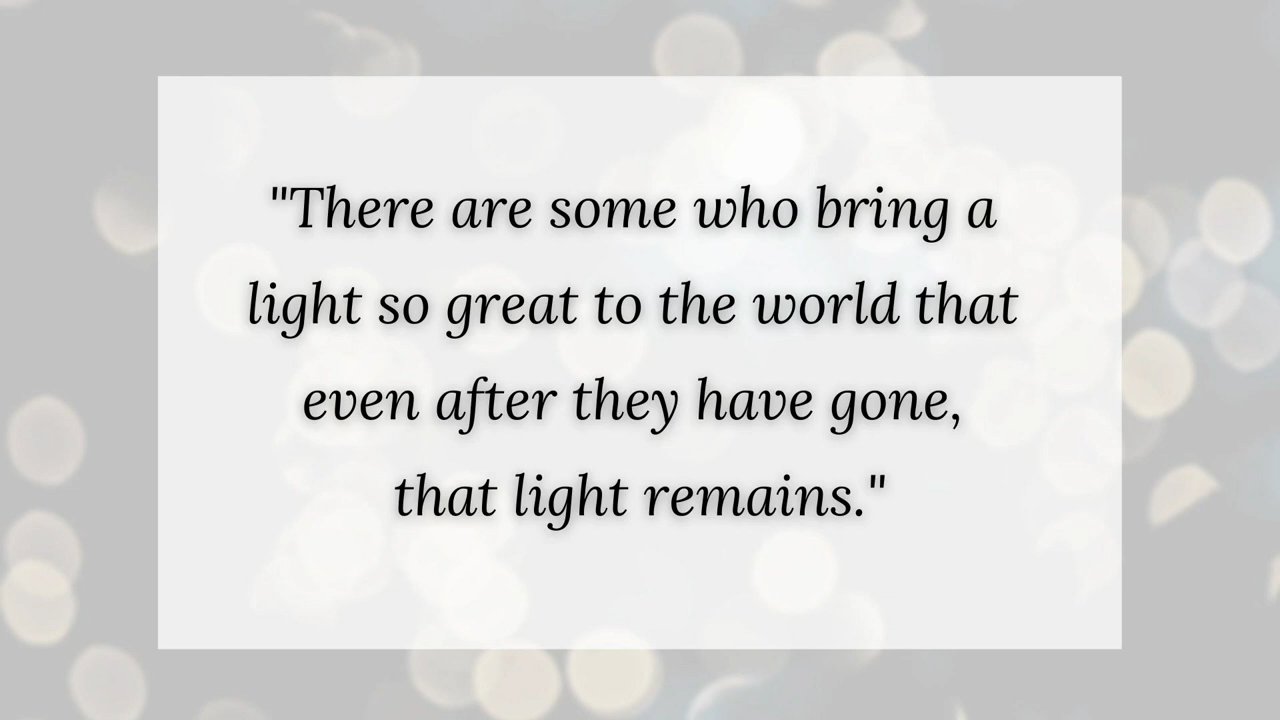 "There are some who bring a
light so great to the world that
even after they have gone,
that light remains."